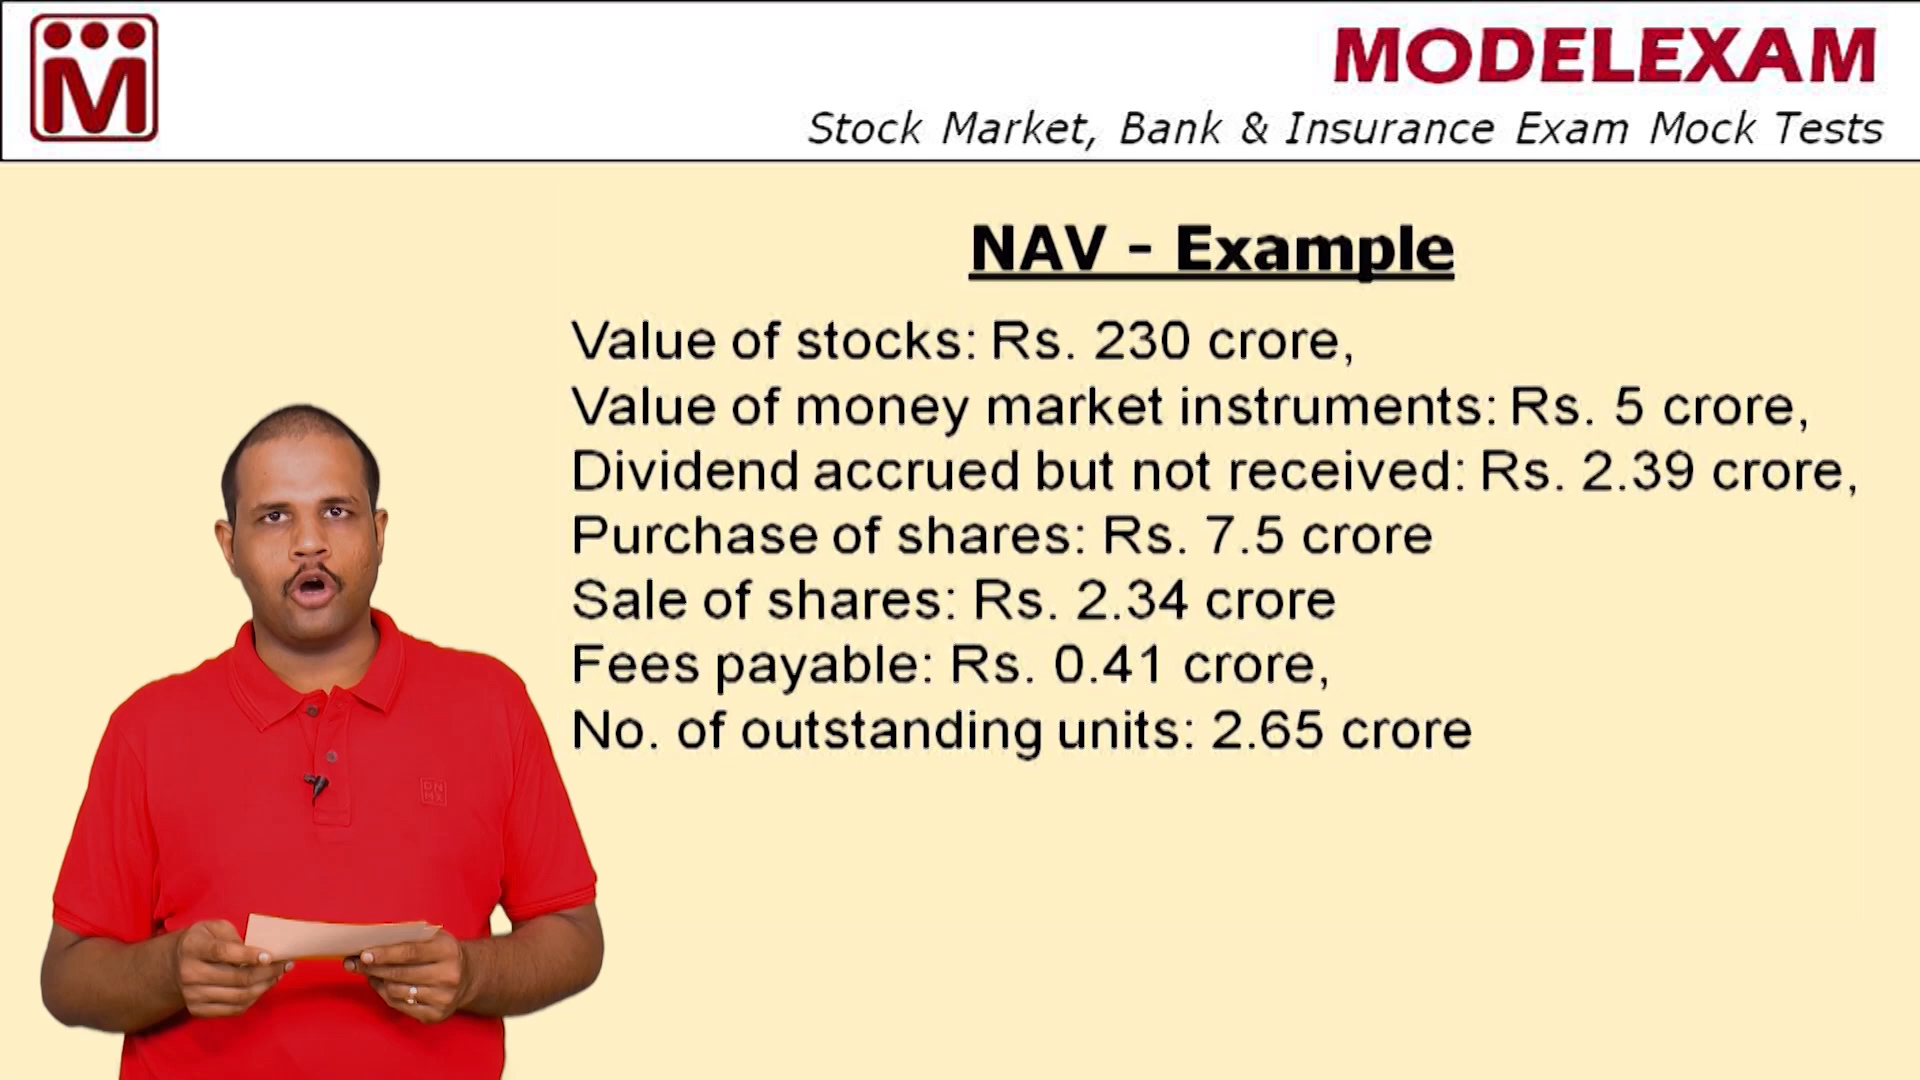 M
MODELEXAM
Stock Market, Bank & Insurance Exam Mock Tests
NAV - Example
Value of stocks: Rs. 230 crore,
Value of money market instruments: Rs. 5 crore,
Dividend accrued but not received: Rs. 2.39 crore,
Purchase of shares: Rs. 7.5 crore
Sale of shares: Rs. 2.34 crore
Fees payable: Rs. 0.41 crore,
No. of outstanding units: 2.65 crore
DN
MX